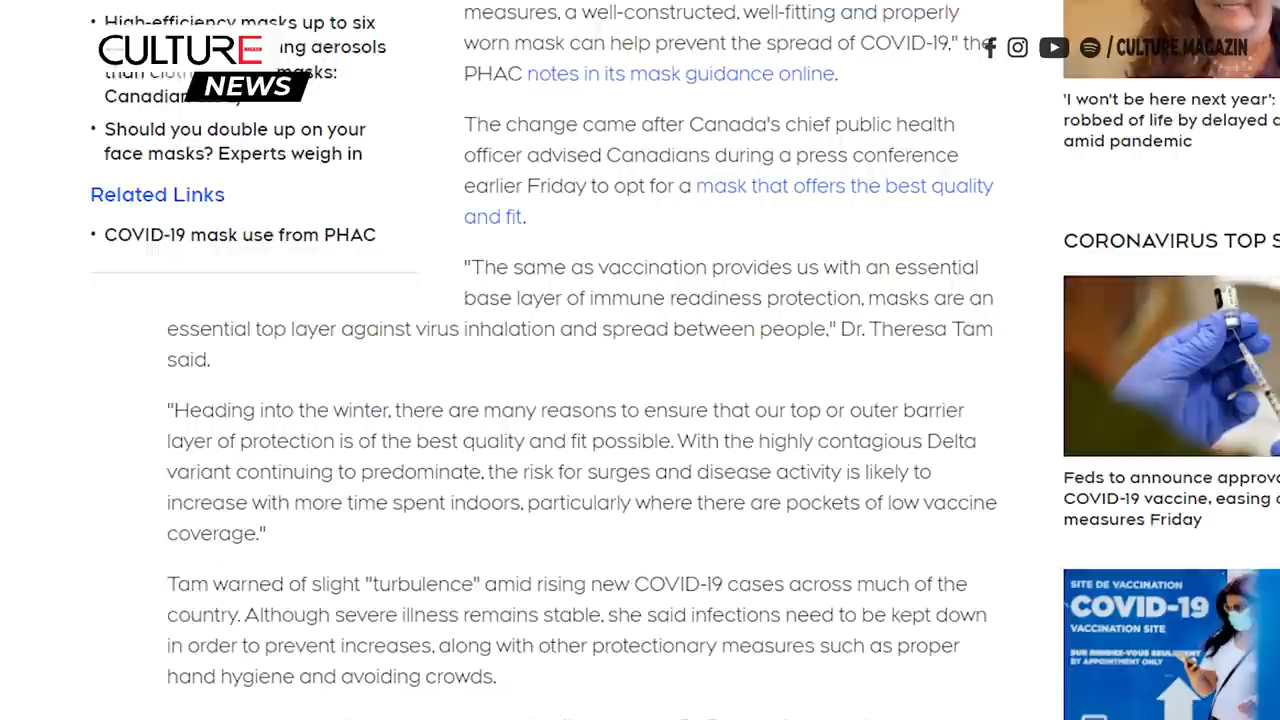 High-efficiency masks up to six
ing aerosols
than cloth masks:
Canadian
• Should you double up on your
face masks? Experts weigh in
Related Links
• COVID-19 mask use from PHAC
CULTURE
NEWS
measures, a well-constructed, well-fitting and properly
worn mask can help prevent the spread of COVID-19," the
PHAC notes in its mask guidance online.
The change came after Canada's chief public health
officer advised Canadians during a press conference
earlier Friday to opt for a mask that offers the best quality
and fit.
"The same as vaccination provides us with an essential
base layer of immune readiness protection, masks are an
essential top layer against virus inhalation and spread between people," Dr. Theresa Tam
said.
"Heading into the winter, there are many reasons to ensure that our top or outer barrier
layer of protection is of the best quality and fit possible. With the highly contagious Delta
variant continuing to predominate, the risk for surges and disease activity is likely to
increase with more time spent indoors, particularly where there are pockets of low vaccine
coverage."
Tam warned of slight "turbulence" amid rising new COVID-19 cases across much of the
country. Although severe illness remains stable, she said infections need to be kept down
in order to prevent increases, along with other protectionary measures such as proper
hand hygiene and avoiding crowds.
/ CULTURE MAGAZIN
'I won't be here next year':
robbed of life by delayed
amid pandemic
CORONAVIRUS TOP S
Feds to announce approva
COVID-19 vaccine, easing
measures Friday
SITE DE VACCINATION
COVID-19
VACCINATION SITE
SUR RENDEZ-VOUS SEULEMENT
BY APPOINTMENT ONLY